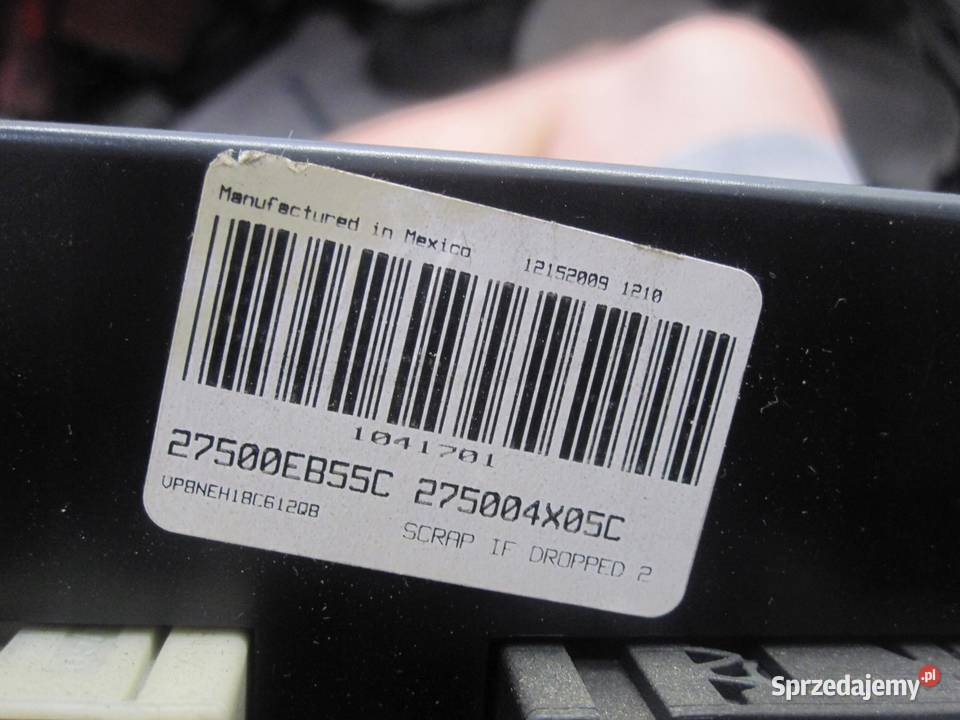 Manufactured in Mexico
12152009 1210
1041701
27500EB55C 275004X05C
VP8NEH18C612QB
SCRAP IF DROPPED 2
Sprzedajemy.pl